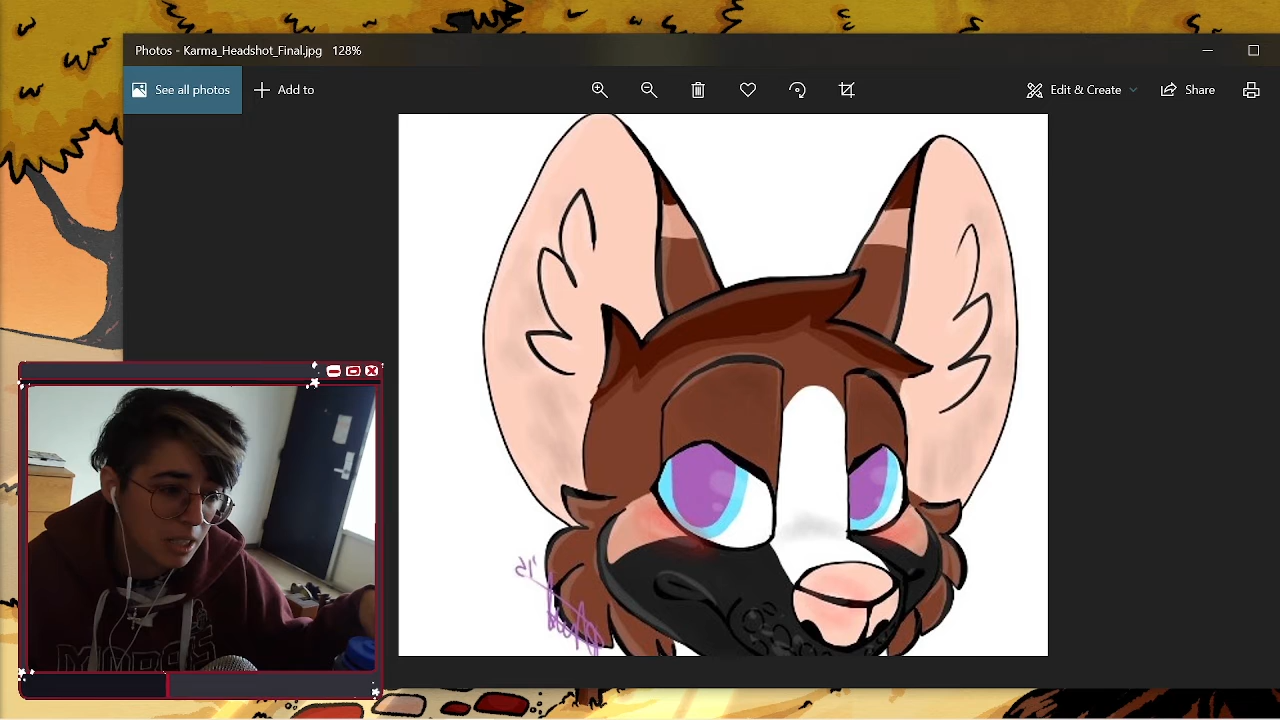 Photos - Karma_Headshot_Final.jpg 128%
See all photos
Add to
Edit & Create
Share
'15